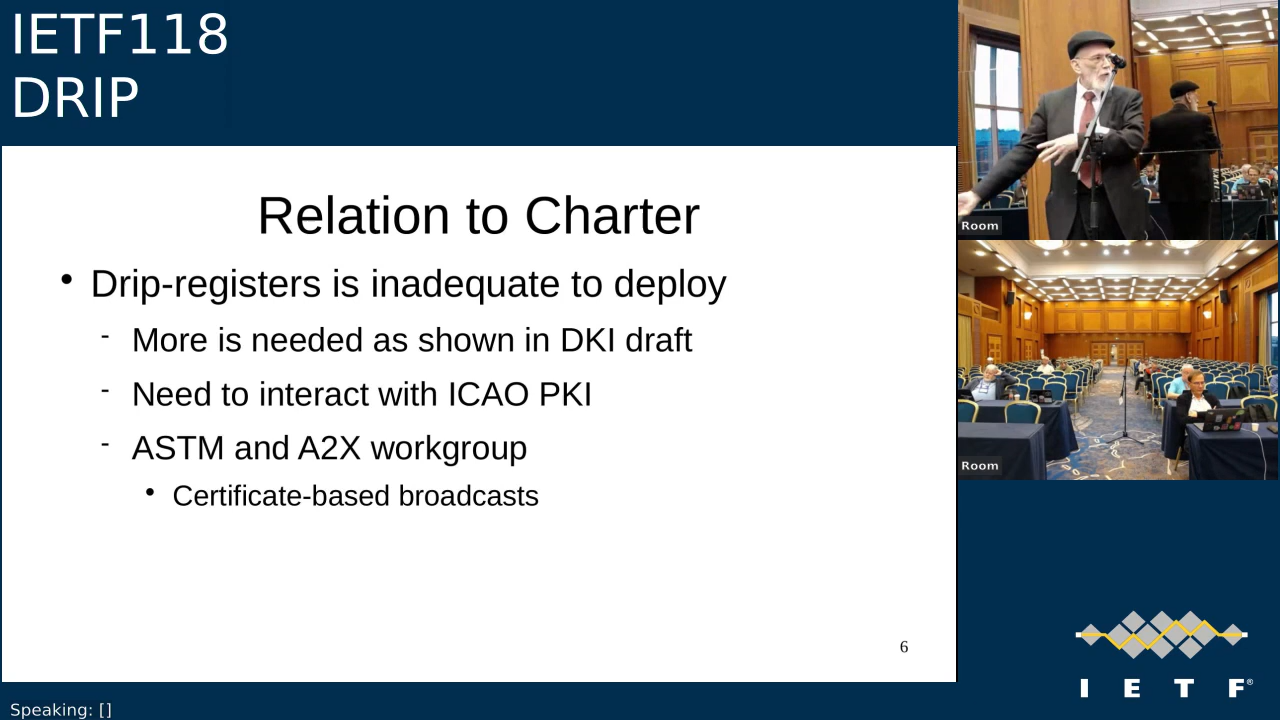 IETF118
DRIP
Relation to Charter
• Drip-registers is inadequate to deploy
- More is needed as shown in DKI draft
- Need to interact with ICAO PKI
- ASTM and A2X workgroup
• Certificate-based broadcasts
6
Room
Room
I E T F®
Speaking: []